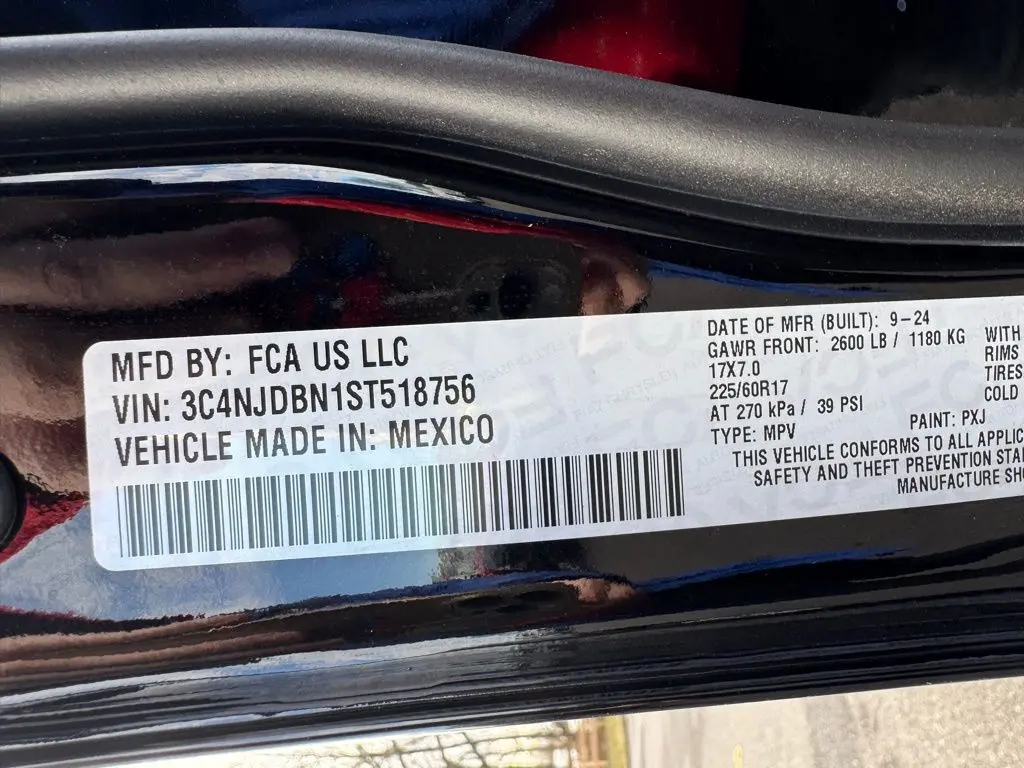 MFD BY: FCA US LLC
VIN: 3C4NJDBN1ST518756
VEHICLE MADE IN: MEXICO
DATE OF MFR (BUILT): 9-24
GAWR FRONT: 2600 LB / 1180 KG WITH
17X7.0 RIMS
225/60R17 TIRES
AT 270 kPa / 39 PSI COLD
TYPE: MPV PAINT: PXJ
THIS VEHICLE CONFORMS TO ALL APPLIC
SAFETY AND THEFT PREVENTION STA
MANUFACTURE SH